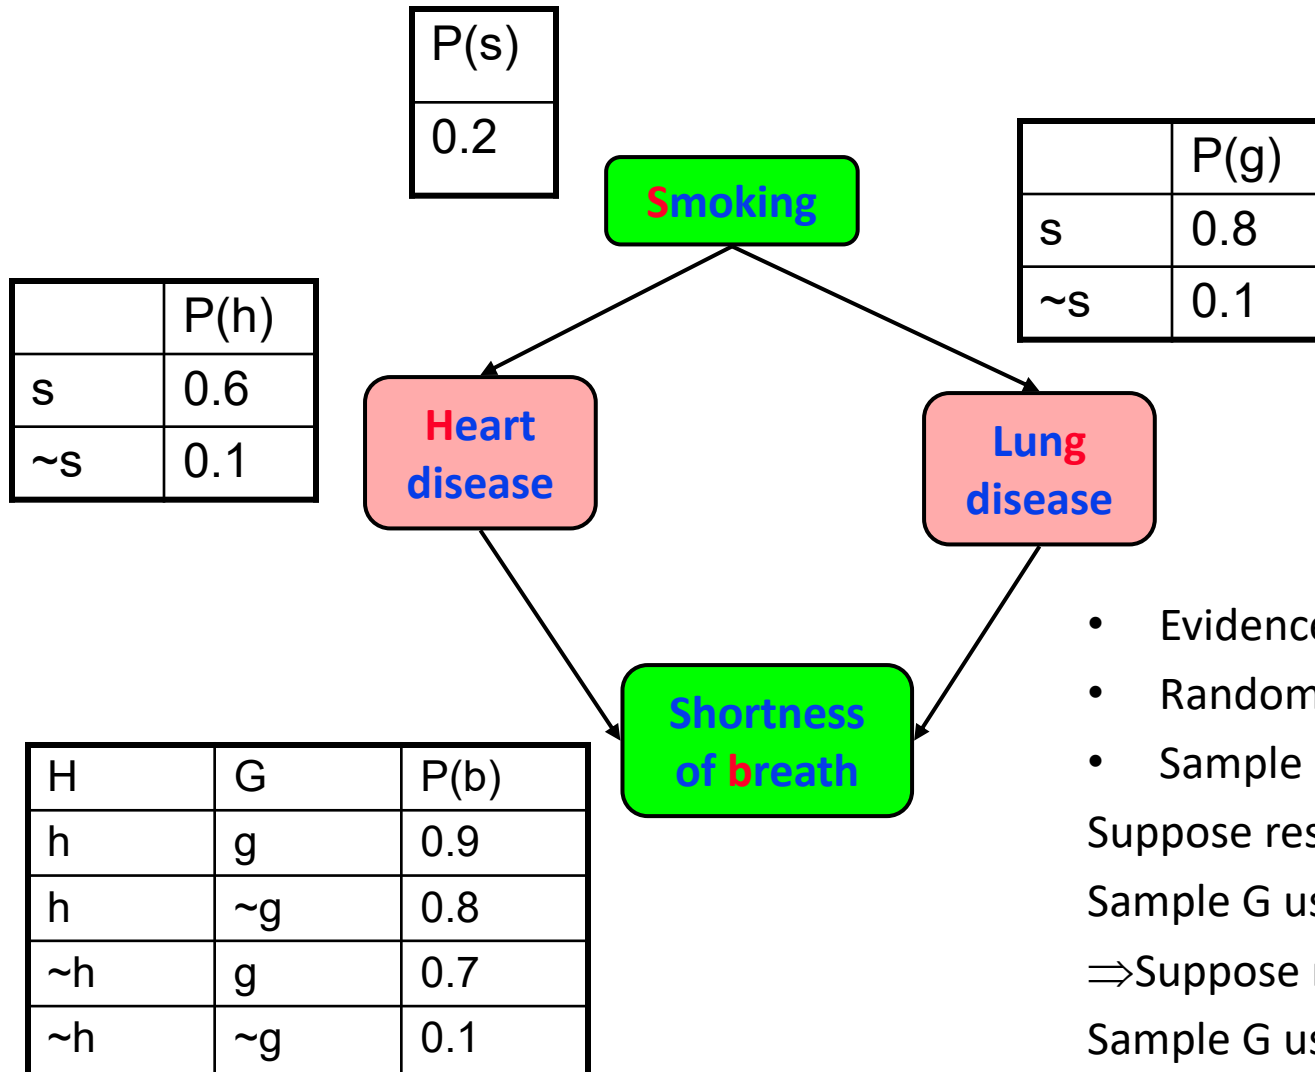 P(s)
0.2
Smoking
P(g)
s 0.8
~s 0.1
P(h)
s 0.6
~s 0.1
Heart
disease
Lung
disease
Shortness
of breath
H G P(b)
h g 0.9
h ~g 0.8
~h g 0.7
~h ~g 0.1
• Evidence
• Random
• Sample
Suppose res
Sample G us
⇒Suppose
Sample G us